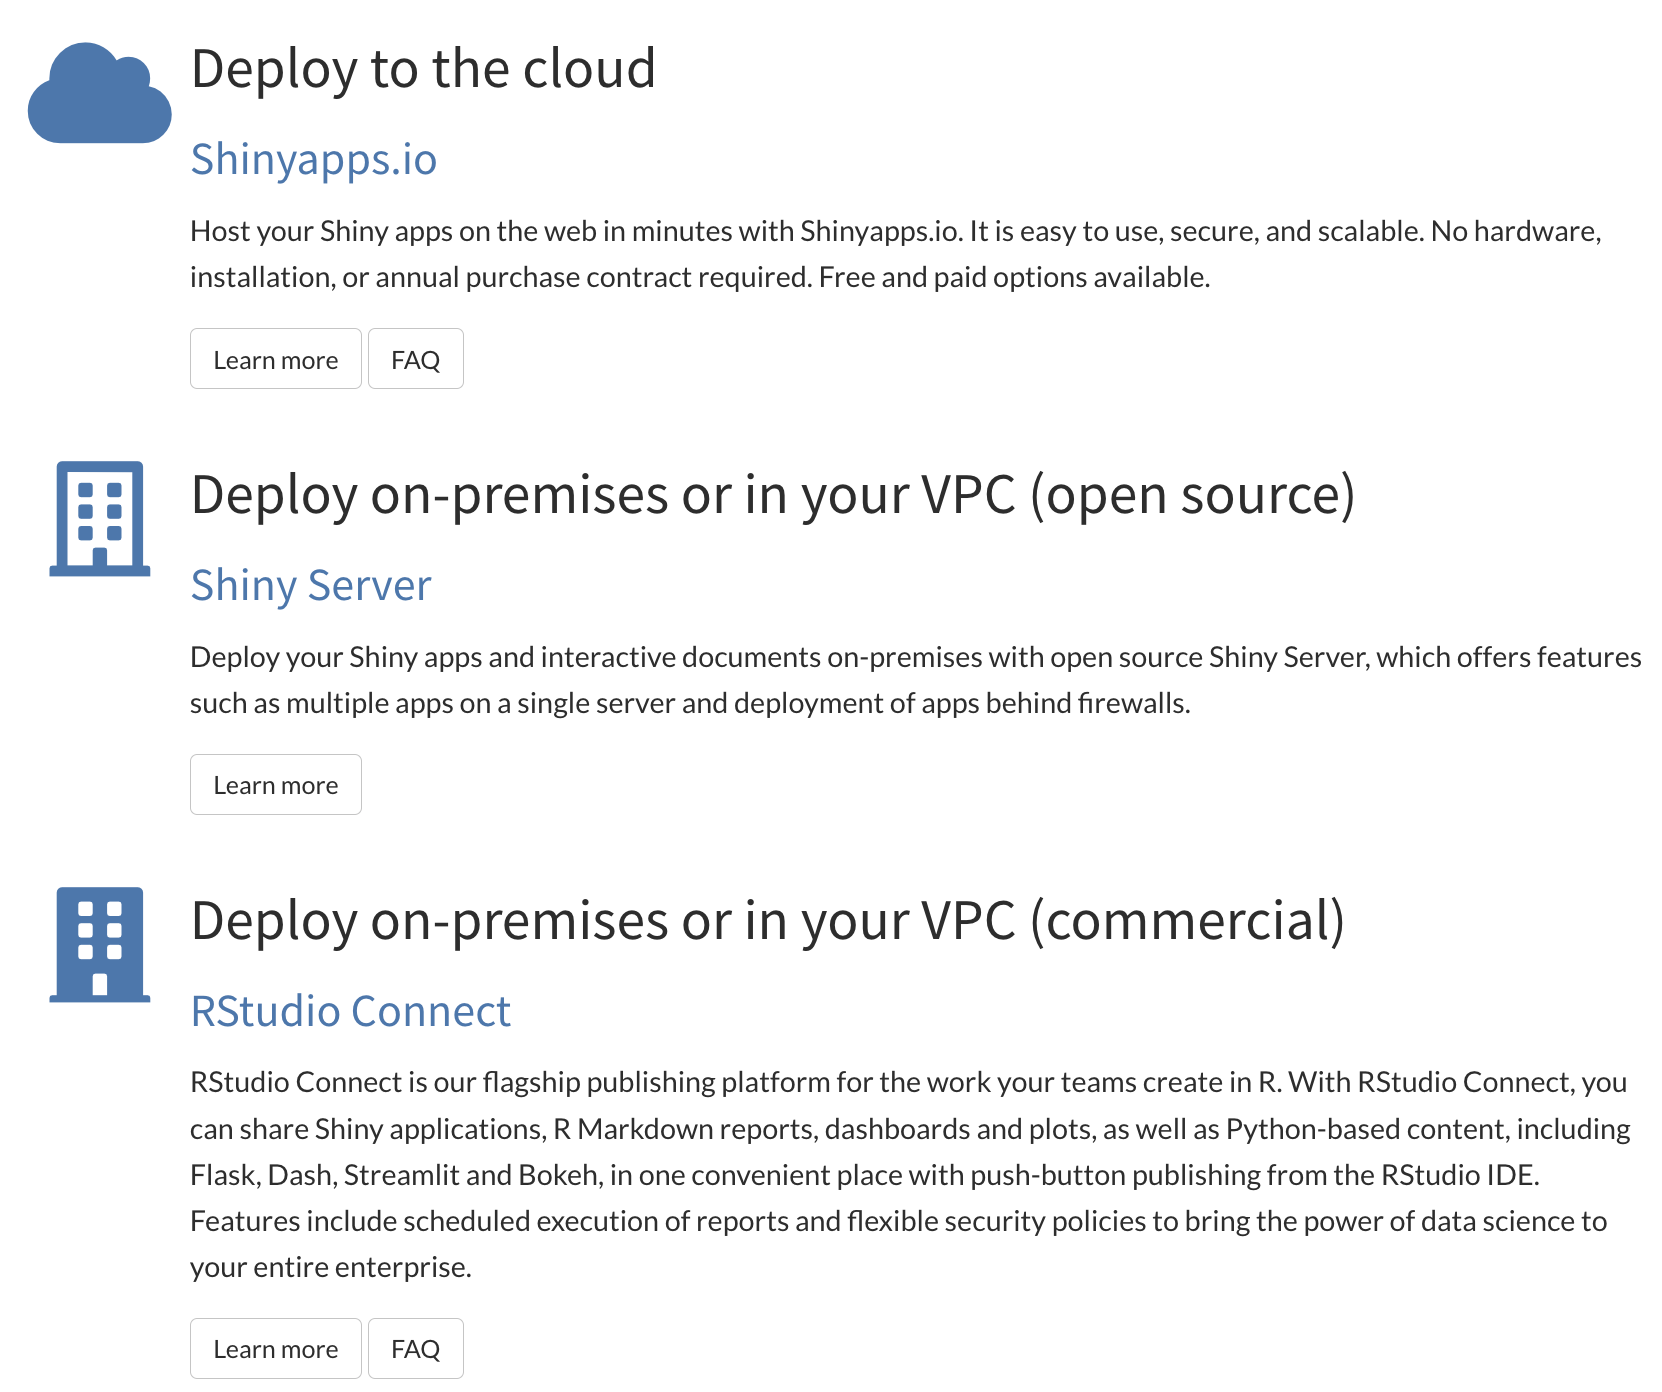 Deploy to the cloud
Shinyapps.io
Host your Shiny apps on the web in minutes with Shinyapps.io. It is easy to use, secure, and scalable. No hardware,
installation, or annual purchase contract required. Free and paid options available.
Learn more FAQ
Deploy on-premises or in your VPC (open source)
Shiny Server
Deploy your Shiny apps and interactive documents on-premises with open source Shiny Server, which offers features
such as multiple apps on a single server and deployment of apps behind firewalls.
Learn more
Deploy on-premises or in your VPC (commercial)
RStudio Connect
RStudio Connect is our flagship publishing platform for the work your teams create in R. With RStudio Connect, you
can share Shiny applications, R Markdown reports, dashboards and plots, as well as Python-based content, including
Flask, Dash, Streamlit and Bokeh, in one convenient place with push-button publishing from the RStudio IDE.
Features include scheduled execution of reports and flexible security policies to bring the power of data science to
your entire enterprise.
Learn more FAQ